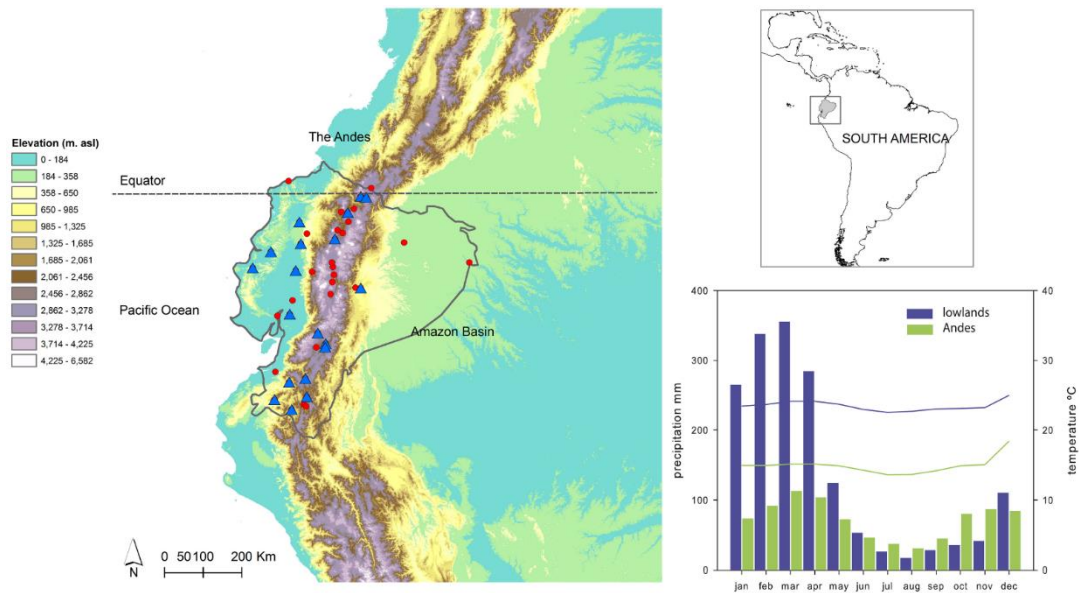 The Andes
Elevation (m. asl)
0 - 184
184 - 358
358 - 650
650 - 985
985 - 1,325
1,325 - 1,685
1,685 - 2,061
2,061 - 2,456
2,456 - 2,862
2,862 - 3,278
3,278 - 3,714
3,714 - 4,225
4,225 - 6,582
Equator
Pacific Ocean
Amazon Basin
N
0 50 100 200 Km
SOUTH AMERICA
lowlands
Andes
precipitation mm
400
300
200
100
0
temperature ºC
40
30
20
10
0
jan feb mar apr may jun jul aug sep oct nov dec